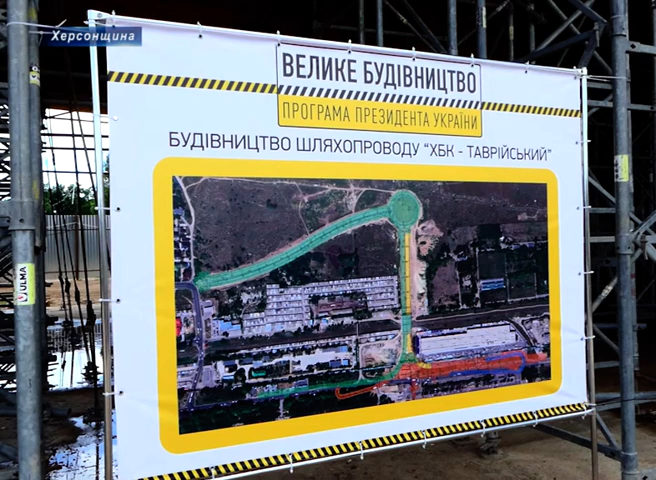 Херсонщина
ВЕЛИКЕ БУДІВНИЦТВО
ПРОГРАМА ПРЕЗИДЕНТА УКРАЇНИ
БУДІВНИЦТВО ШЛЯХОПРОВОДУ "ХБК - ТАВРІЙСЬКИЙ"
ULMA